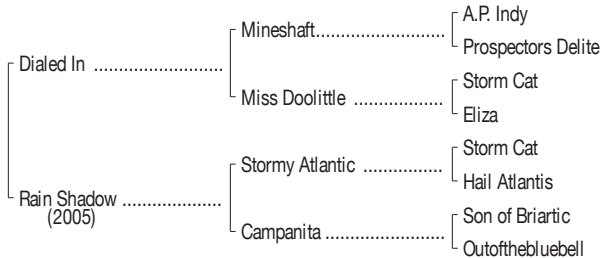 A.P. Indy
Mineshaft..........................
Prospectors Delite
Dialed In ..........................
Storm Cat
Miss Doolittle ..................
Eliza
Storm Cat
Stormy Atlantic ................
Hail Atlantis
Rain Shadow ....................
(2005)
Son of Briartic
Campanita ........................
Outofthebluebell